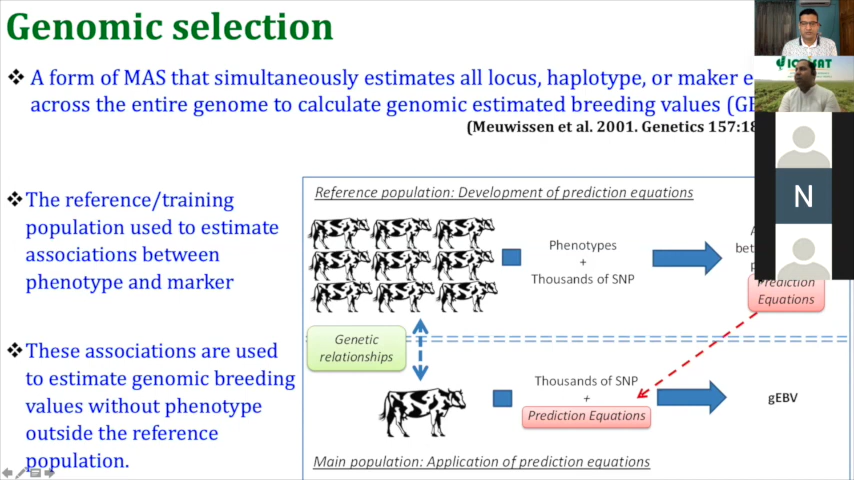 Genomic selection
❖ A form of MAS that simultaneously estimates all locus, haplotype, or maker
across the entire genome to calculate genomic estimated breeding values
(Meuwissen et al. 2001. Genetics 157:18
❖ The reference/training
population used to estimate
associations between
phenotype and marker
❖ These associations are used
to estimate genomic breeding
values without phenotype
outside the reference
population.
Reference population: Development of prediction equations
Phenotypes
+
Thousands of SNP
Prediction
Equations
Genetic
relationships
Thousands of SNP
+
Prediction Equations
gEBV
Main population: Application of prediction equations
N